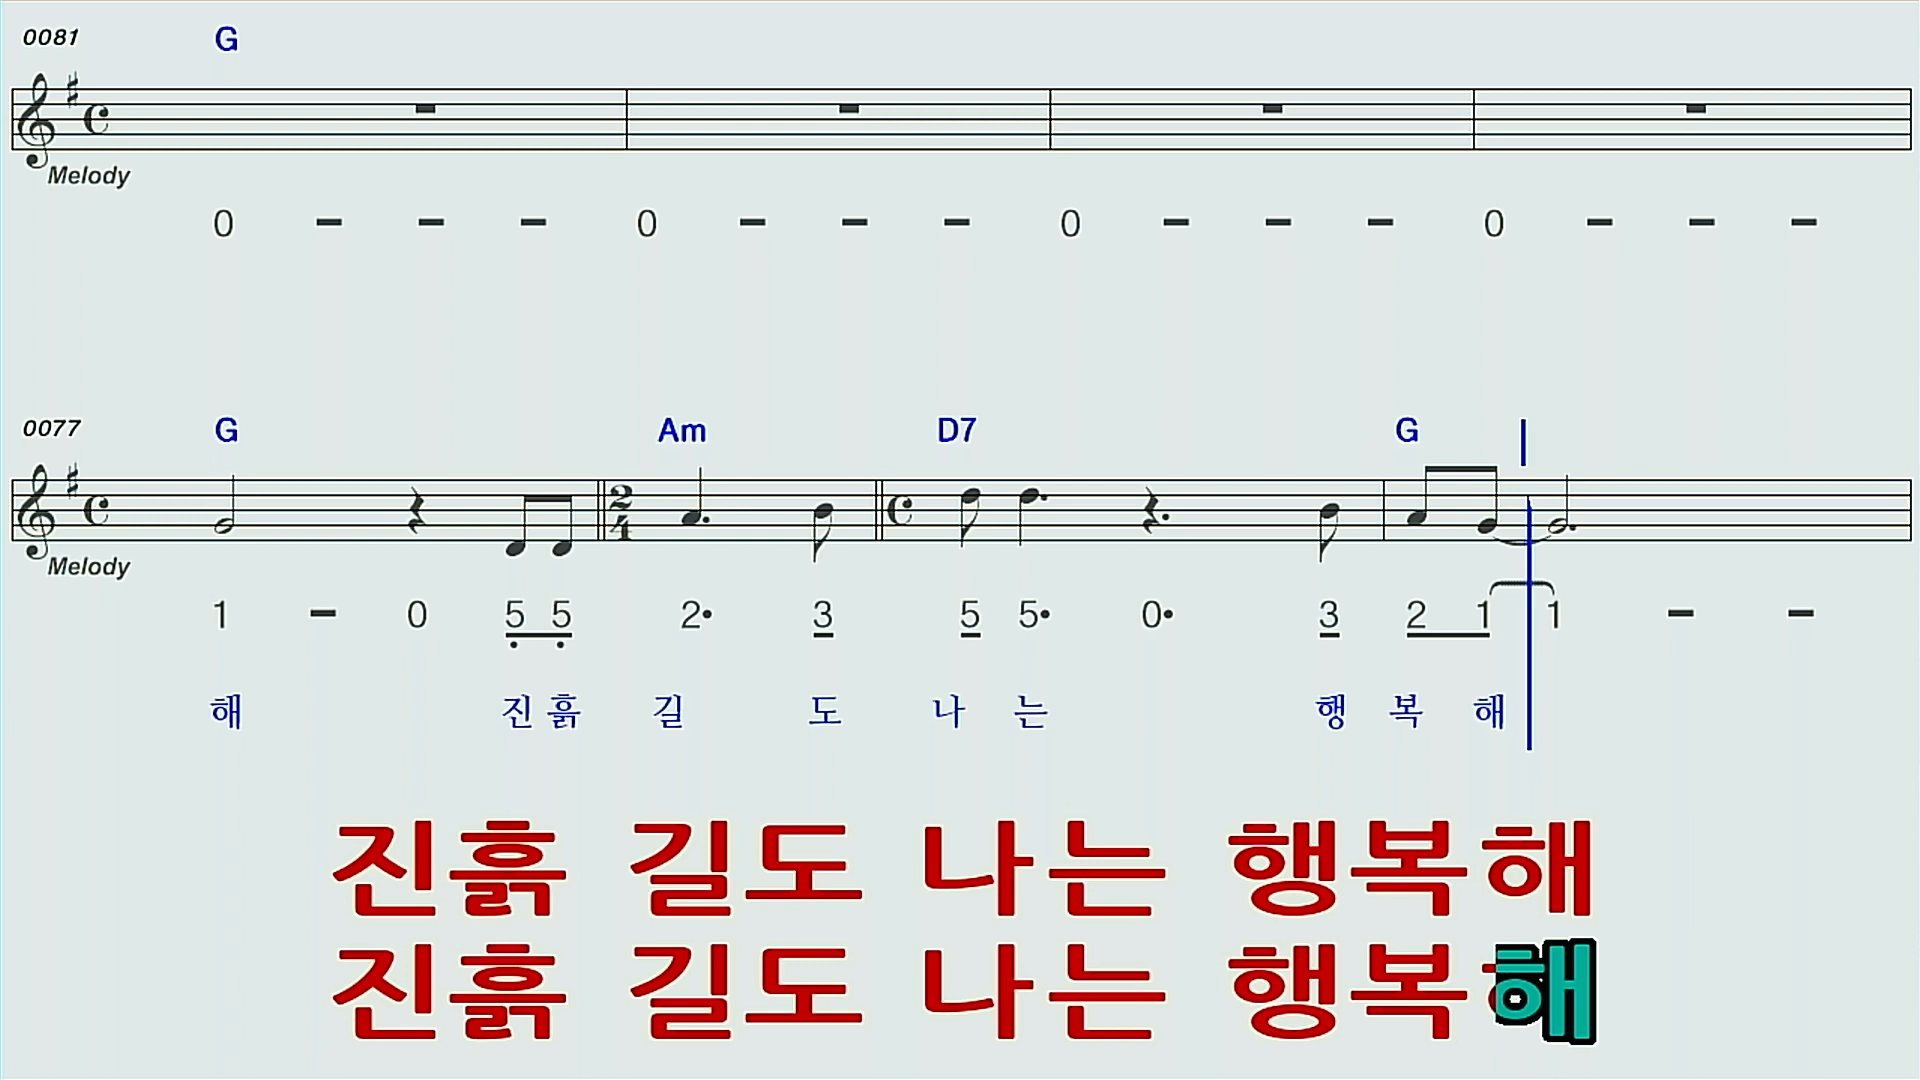 0081 G
Melody
0 - - - 0 - - - 0 - - - 0 - - -
0077 G Am D7 G
2 4
Melody
1 - 0 5 5 2• 3 5 5• 0• 3 2 1 1 - -
해 진 흙 길 도 나 는 행 복 해
진흙 길도 나는 행복해
진흙 길도 나는 행복해